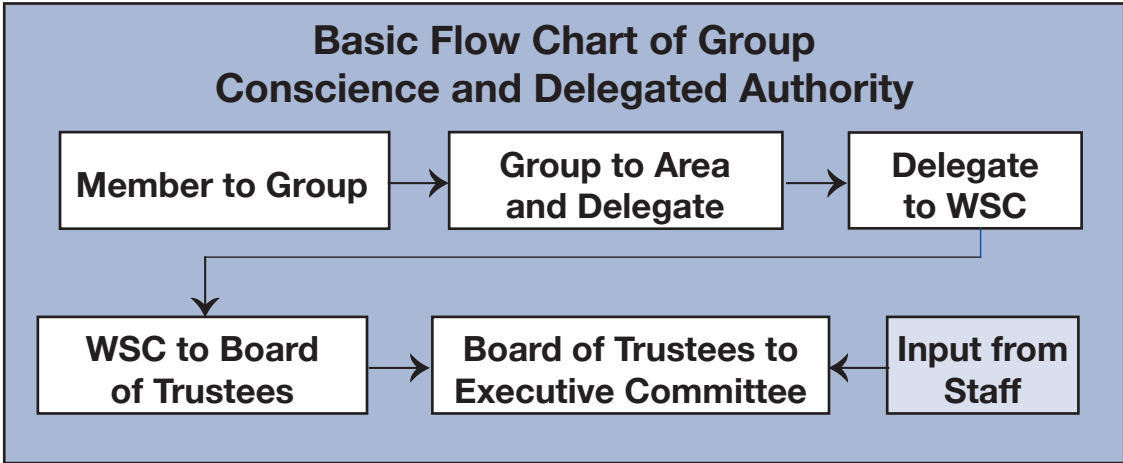 Basic Flow Chart of Group
Conscience and Delegated Authority
Member to Group
Group to Area
and Delegate
Delegate
to WSC
WSC to Board
of Trustees
Board of Trustees to
Executive Committee
Input from
Staff